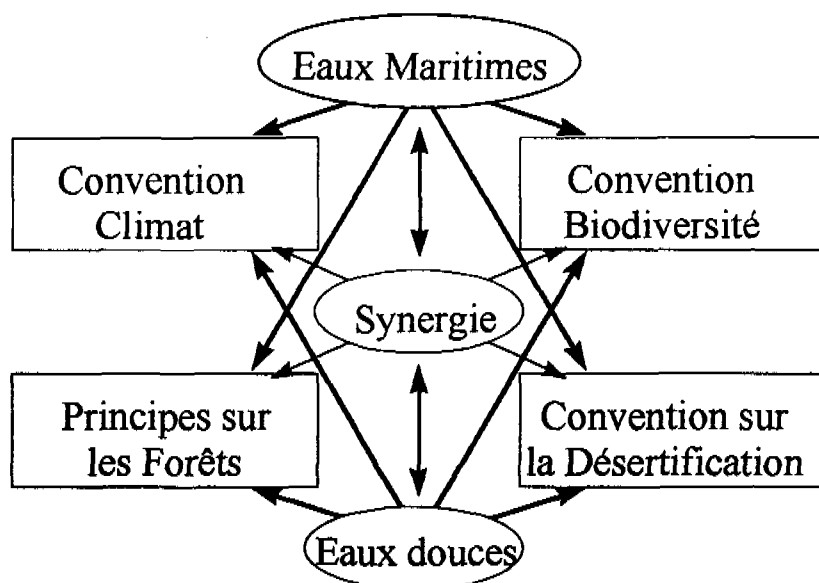 Eaux Maritimes
Convention
Climat
Convention
Biodiversité
Synergie
Principes sur
les Forêts
Convention sur
la Désertification
Eaux douces